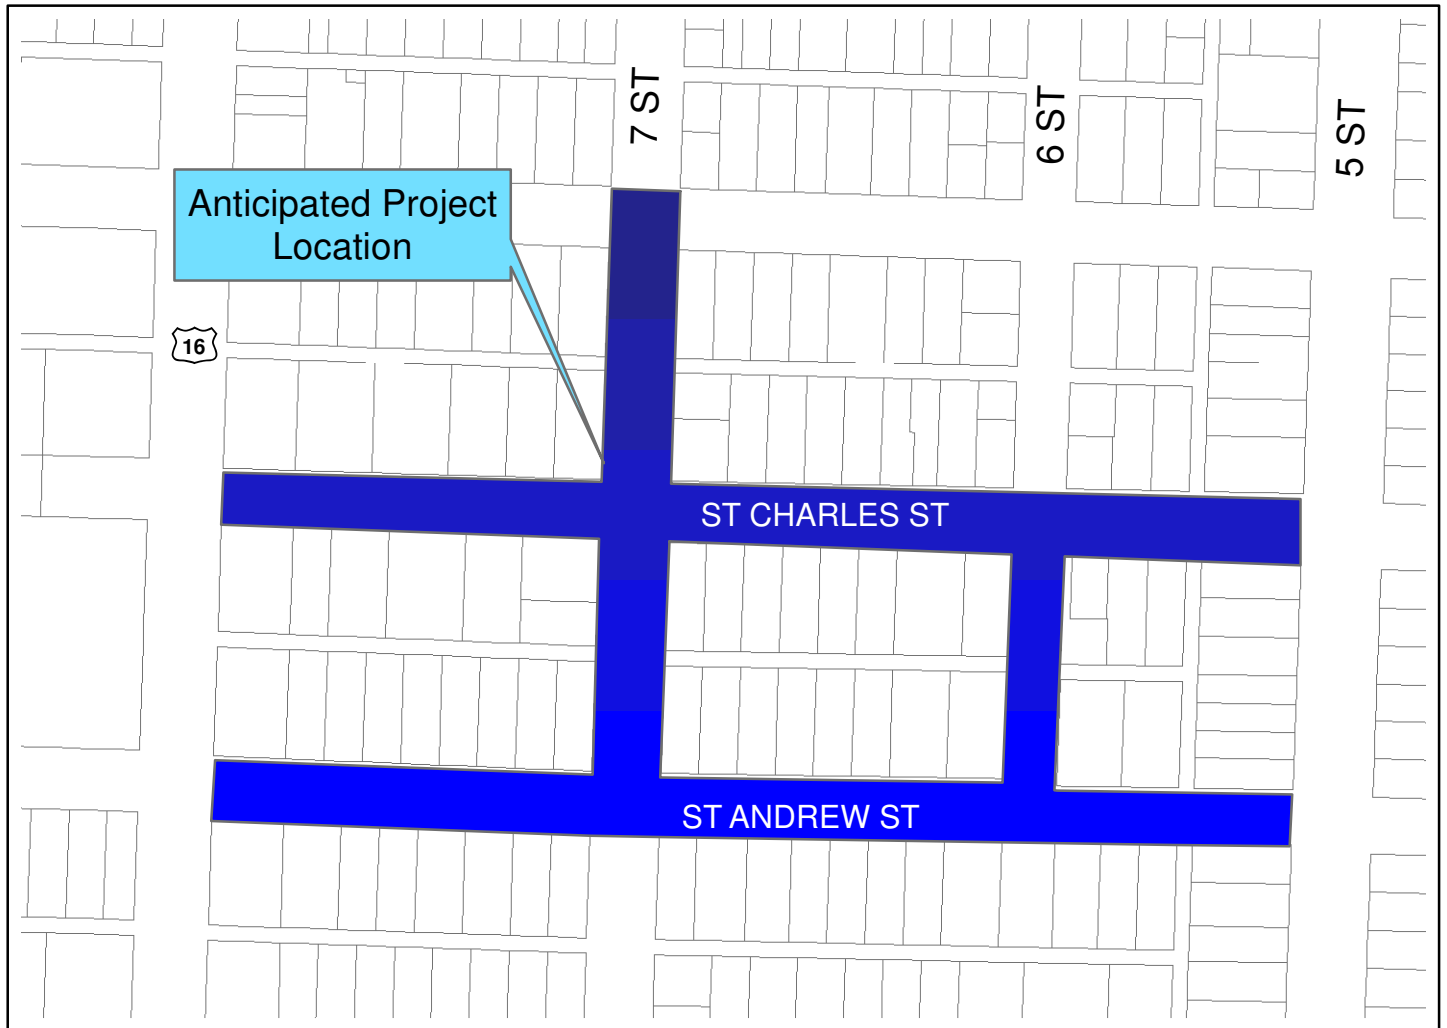 7 ST
6 ST
5 ST
Anticipated Project
Location
16
ST CHARLES ST
ST ANDREW ST